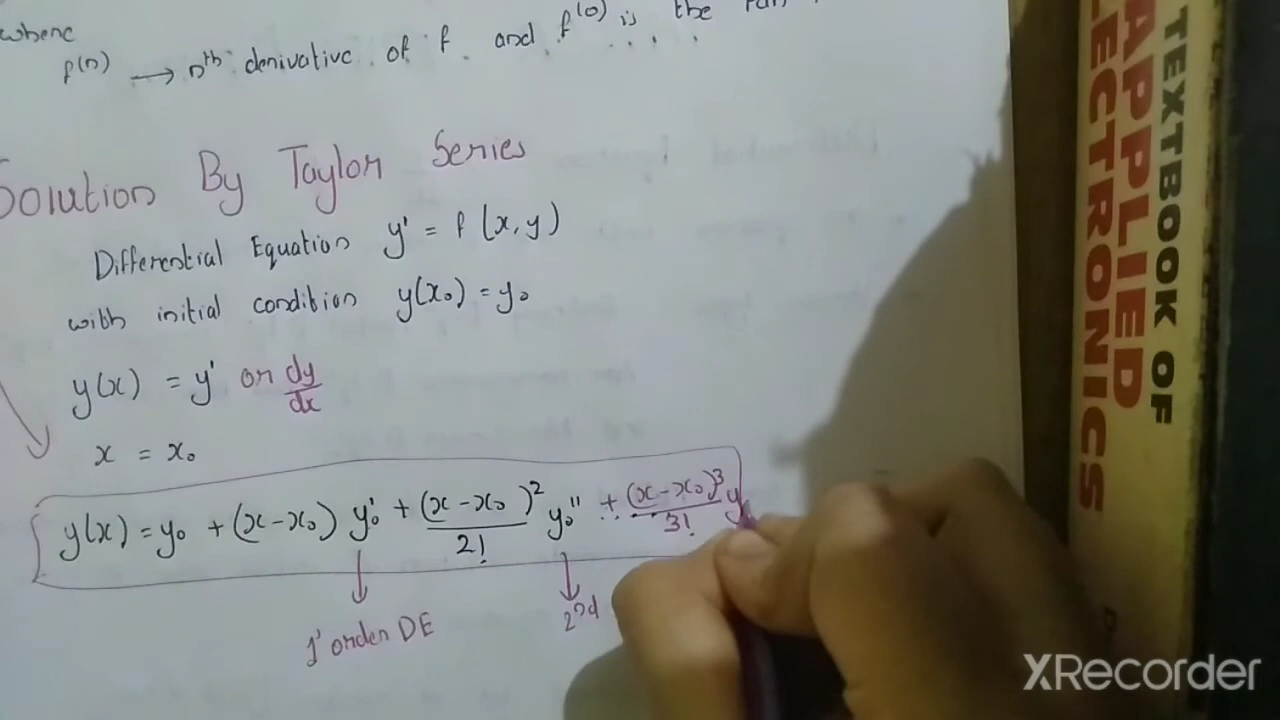 where
f(n) → nth derivative of f and f(0) is the
Solution By Taylor Series
Differential Equation y' = f(x,y)
with initial condition y(x₀) = y₀
y(x) = y' or dy/dx
x = x₀
y(x) = y₀ + (x-x₀) y₀' + (x-x₀)²/2! y₀'' + (x-x₀)³/3! y
1' order DE
2nd
TEXTBOOK OF
APPLIED
ELECTRONICS
XRecorder